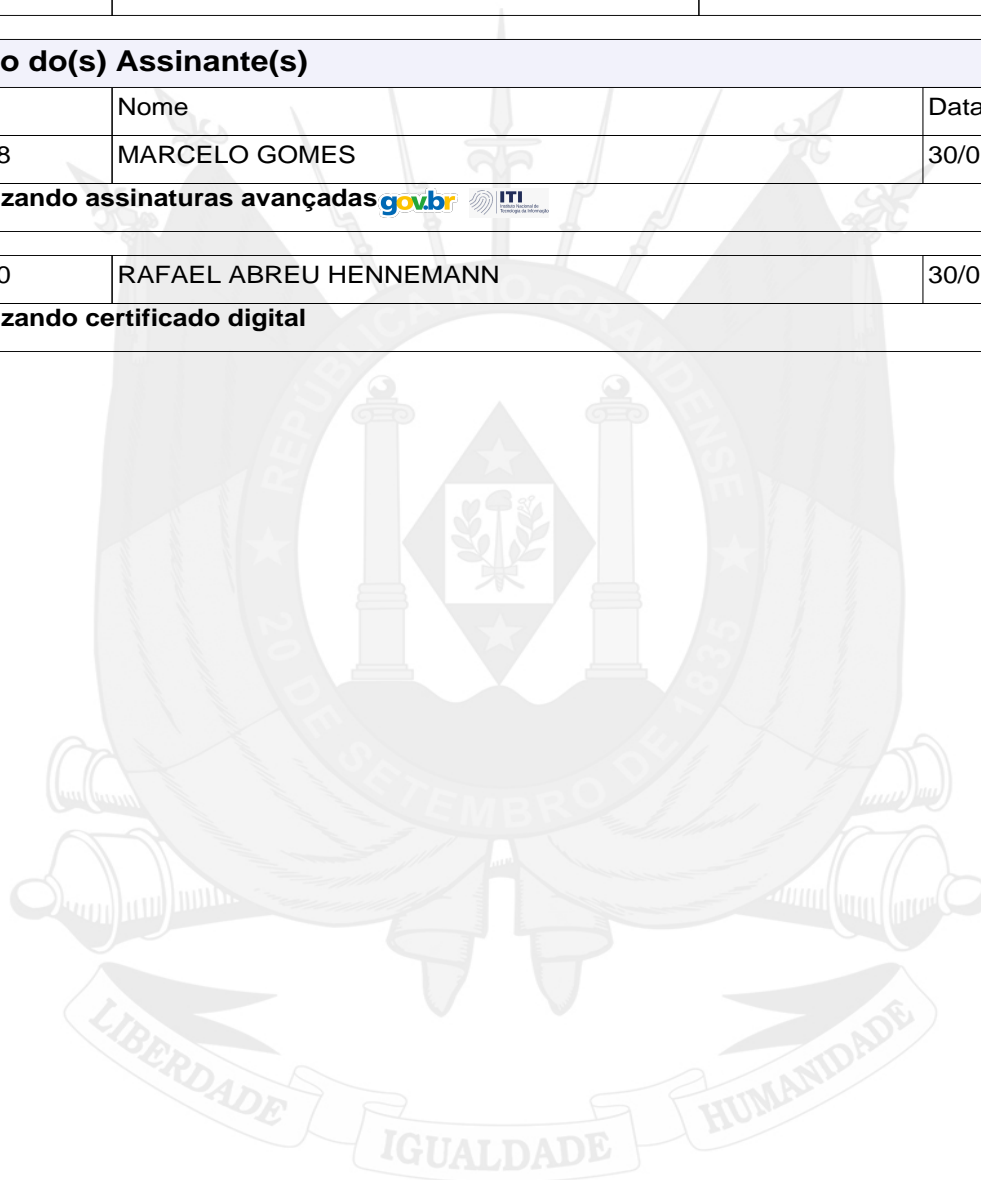 o do(s) Assinante(s)
Nome Data
8 MARCELO GOMES 30/0
zando assinaturas avançadas gov.br ITI
0 RAFAEL ABREU HENNEMANN 30/0
zando certificado digital
REPÚBLICA RIO-GRANDENSE
20 DE SETEMBRO DE 1835
LIBERDADE IGUALDADE HUMANIDADE